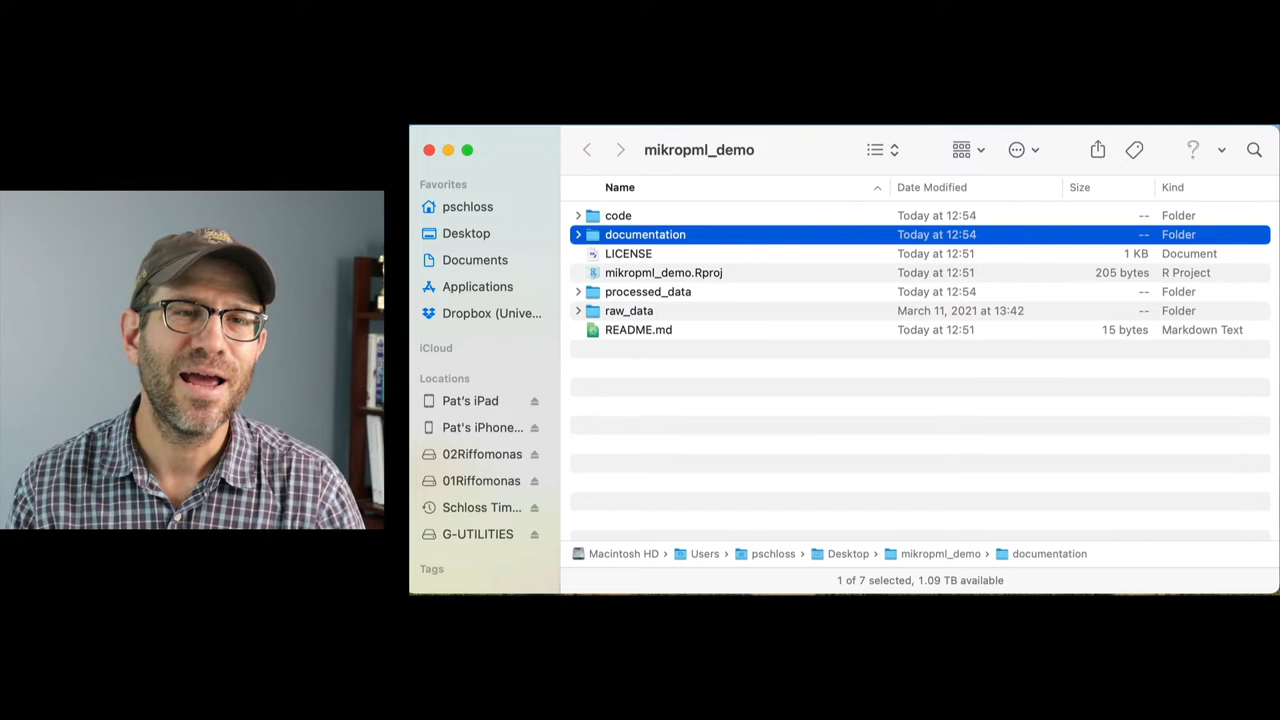 mikropml_demo
Favorites
pschloss
Desktop
Documents
Applications
Dropbox (Unive...
iCloud
Locations
Pat's iPad
Pat's iPhone...
02Riffomonas
01Riffomonas
Schloss Tim...
G-UTILITIES
Tags
Name Date Modified Size Kind
code Today at 12:54 -- Folder
documentation Today at 12:54 -- Folder
LICENSE Today at 12:51 1 KB Document
mikropml_demo.Rproj Today at 12:51 205 bytes R Project
processed_data Today at 12:54 -- Folder
raw_data March 11, 2021 at 13:42 -- Folder
README.md Today at 12:51 15 bytes Markdown Text
Macintosh HD › Users › pschloss › Desktop › mikropml_demo › documentation
1 of 7 selected, 1.09 TB available